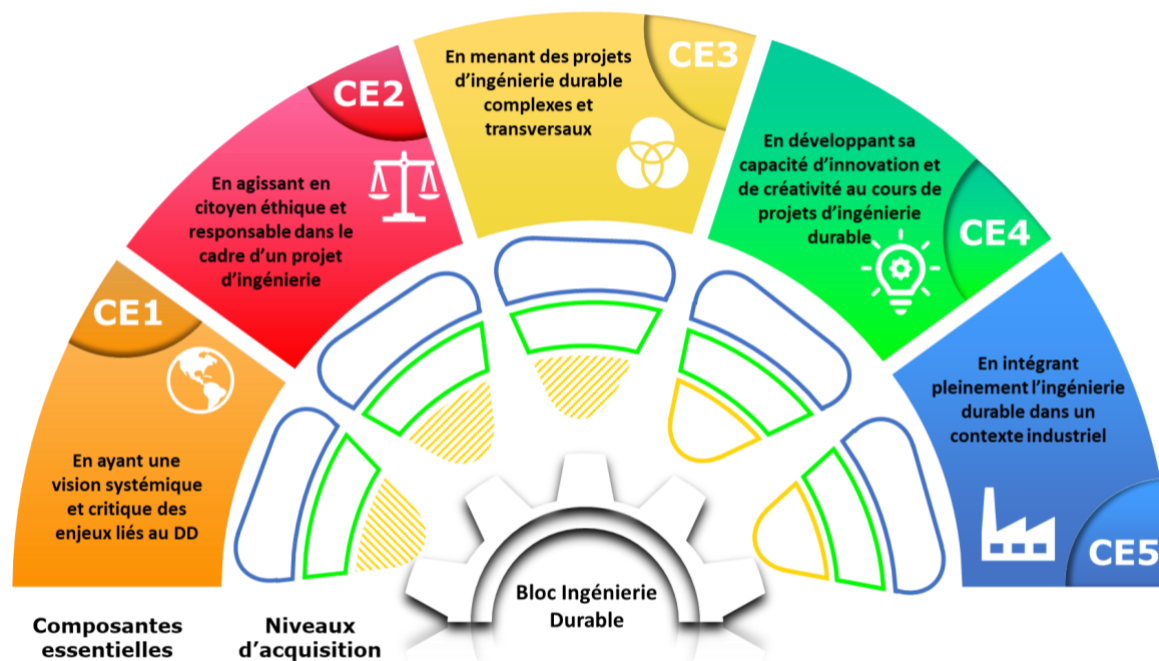 CE1
En ayant une
vision systémique
et critique des
enjeux liés au DD
CE2
En agissant en
citoyen éthique et
responsable dans le
cadre d’un projet
d’ingénierie
CE3
En menant des projets
d’ingénierie durable
complexes et
transversaux
CE4
En développant sa
capacité d’innovation et
de créativité au cours de
projets d’ingénierie
durable
CE5
En intégrant
pleinement l’ingénierie
durable dans un
contexte industriel
Bloc Ingénierie
Durable
Composantes
essentielles
Niveaux
d’acquisition